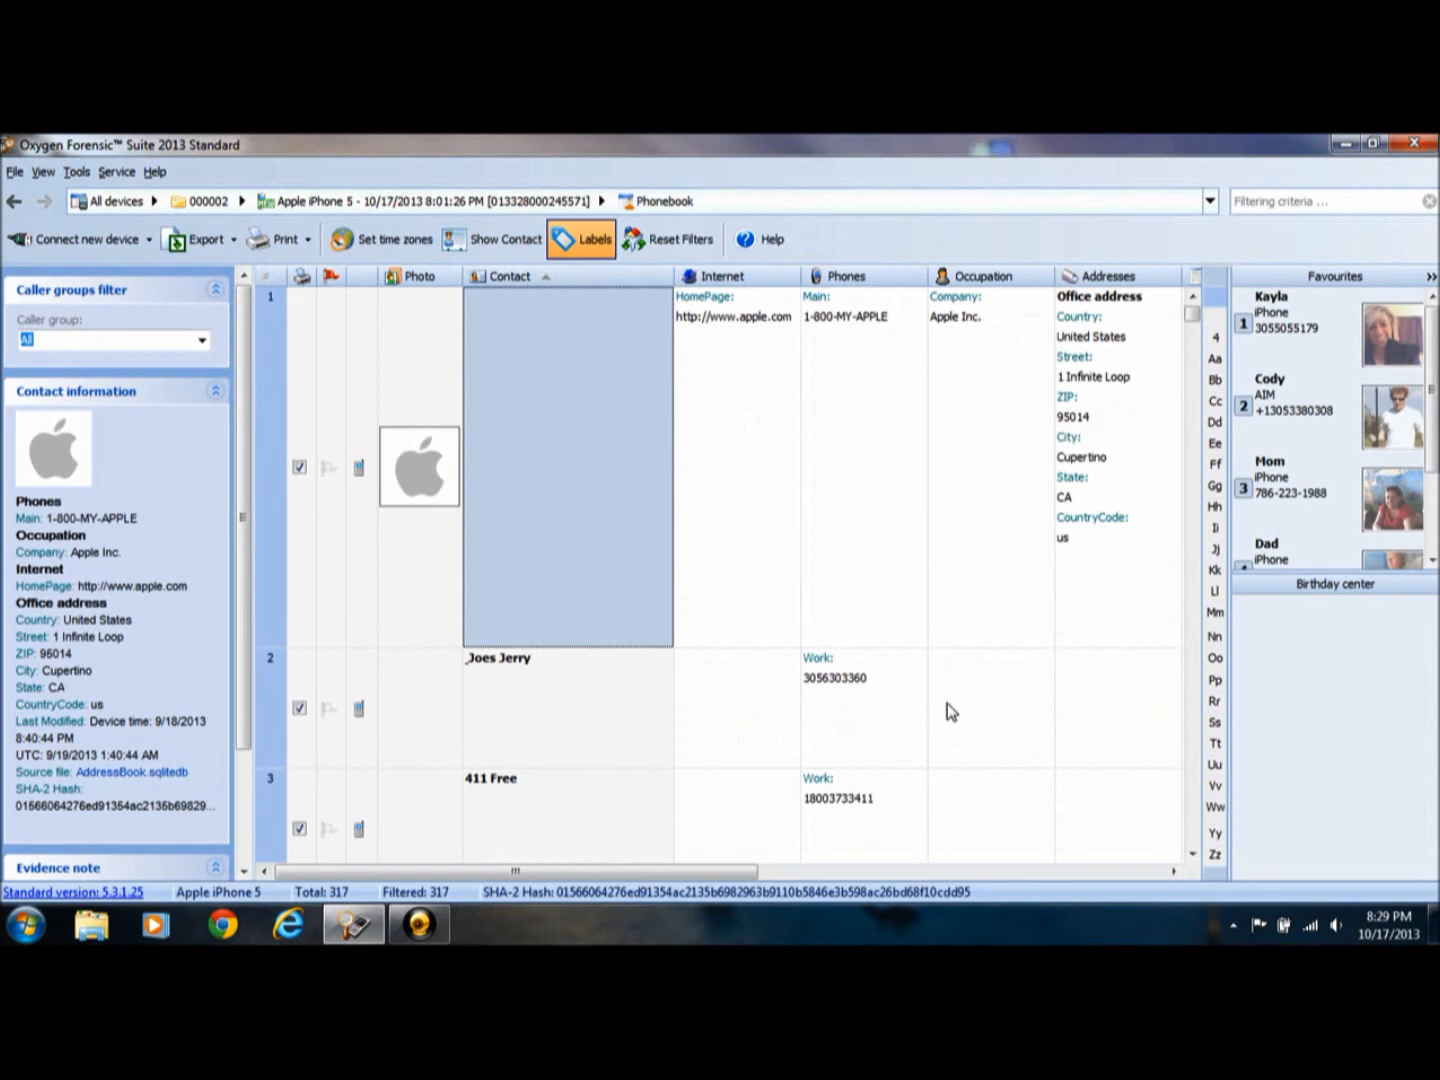 Oxygen Forensic™ Suite 2013 Standard
File View Tools Service Help
All devices 000002 Apple iPhone 5 - 10/17/2013 8:01:26 PM [013328000245571] Phonebook
Filtering criteria ...
Connect new device Export Print Set time zones Show Contact Labels Reset Filters Help
Caller groups filter
Caller group:
All
Contact information
Phones
Main: 1-800-MY-APPLE
Occupation
Company: Apple Inc.
Internet
HomePage: http://www.apple.com
Office address
Country: United States
Street: 1 Infinite Loop
ZIP: 95014
City: Cupertino
State: CA
CountryCode: us
Last Modified: Device time: 9/18/2013
8:40:44 PM
UTC: 9/19/2013 1:40:44 AM
Source file: AddressBook.sqlitedb
SHA-2 Hash:
01566064276ed91354ac2135b69829...
Evidence note
# Photo Contact Internet Phones Occupation Addresses
1
HomePage:
http://www.apple.com
Main:
1-800-MY-APPLE
Company:
Apple Inc.
Office address
Country:
United States
Street:
1 Infinite Loop
ZIP:
95014
City:
Cupertino
State:
CA
CountryCode:
us
2
,Joes Jerry
Work:
3056303360
3
411 Free
Work:
18003733411
4
Aa
Bb
Cc
Dd
Ee
Ff
Gg
Hh
Ii
Jj
Kk
Ll
Mm
Nn
Oo
Pp
Rr
Ss
Tt
Uu
Vv
Ww
Yy
Zz
Favourites
1
Kayla
iPhone
3055055179
2
Cody
AIM
+13053380308
3
Mom
iPhone
786-223-1988
Dad
iPhone
Birthday center
Standard version: 5.3.1.25 Apple iPhone 5 Total: 317 Filtered: 317 SHA-2 Hash: 01566064276ed91354ac2135b6982963b9110b5846e3b598ac26bd68f10cdd95
8:29 PM
10/17/2013